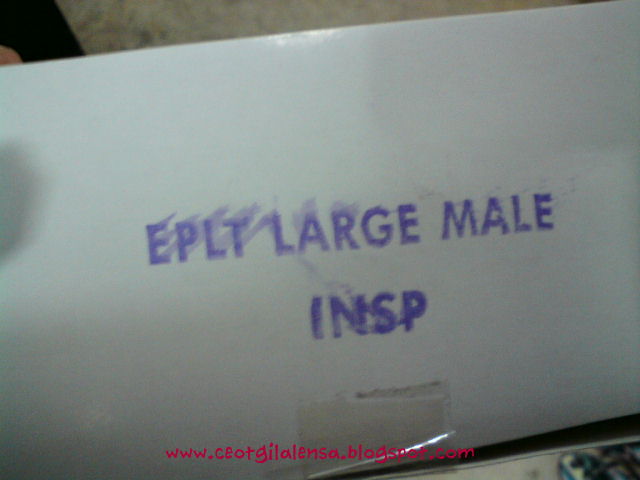 EPLT LARGE MALE
INSP
www.ceotgilalensa.blogspot.com